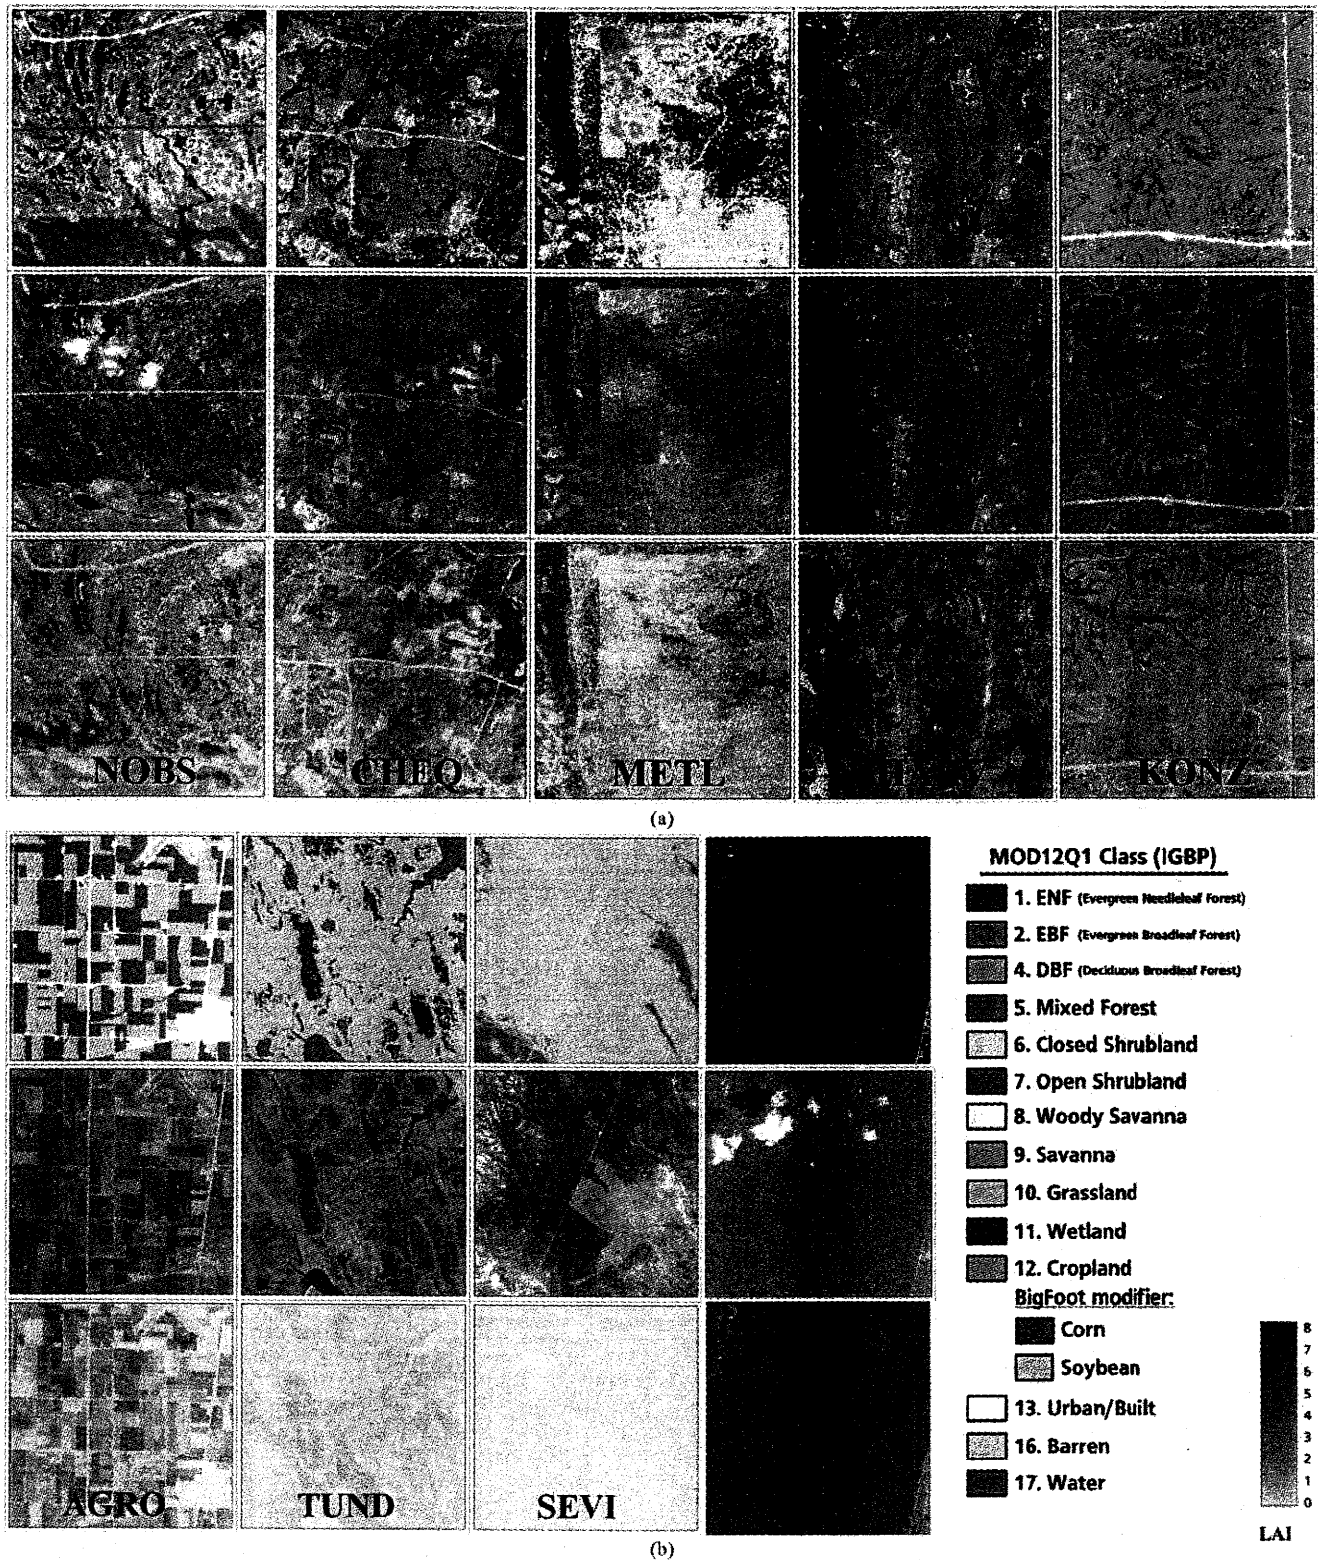 NOBS
CHEQ
METL
KONZ
(a)
AGRO
TUND
SEVI
(b)
MOD12Q1 Class (IGBP)
1. ENF (Evergreen Needleleaf Forest)
2. EBF (Evergreen Broadleaf Forest)
4. DBF (Deciduous Broadleaf Forest)
5. Mixed Forest
6. Closed Shrubland
7. Open Shrubland
8. Woody Savanna
9. Savanna
10. Grassland
11. Wetland
12. Cropland
BigFoot modifier:
Corn
Soybean
13. Urban/Built
16. Barren
17. Water
8
7
6
5
4
3
2
1
0
LAI